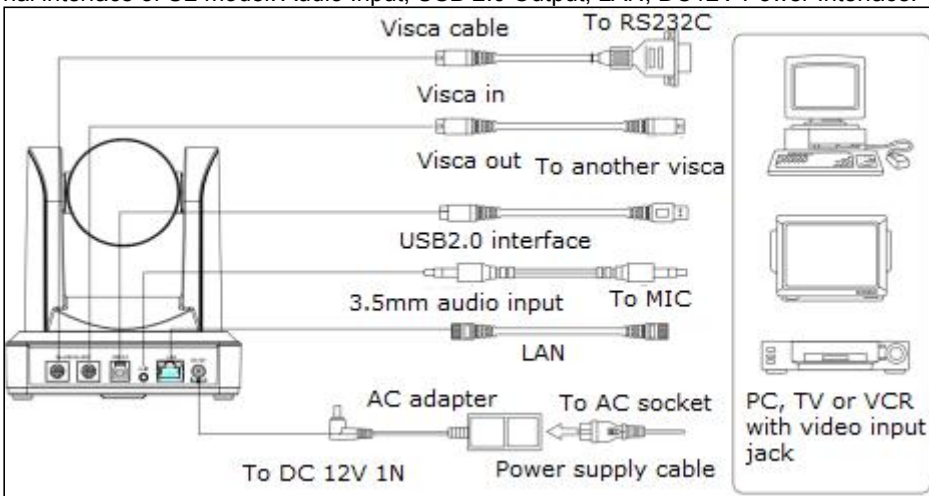 Visca cable
To RS232C
Visca in
Visca out
To another visca
USB2.0 interface
3.5mm audio input
To MIC
LAN
AC adapter
To AC socket
To DC 12V 1N
Power supply cable
PC, TV or VCR
with video input
jack